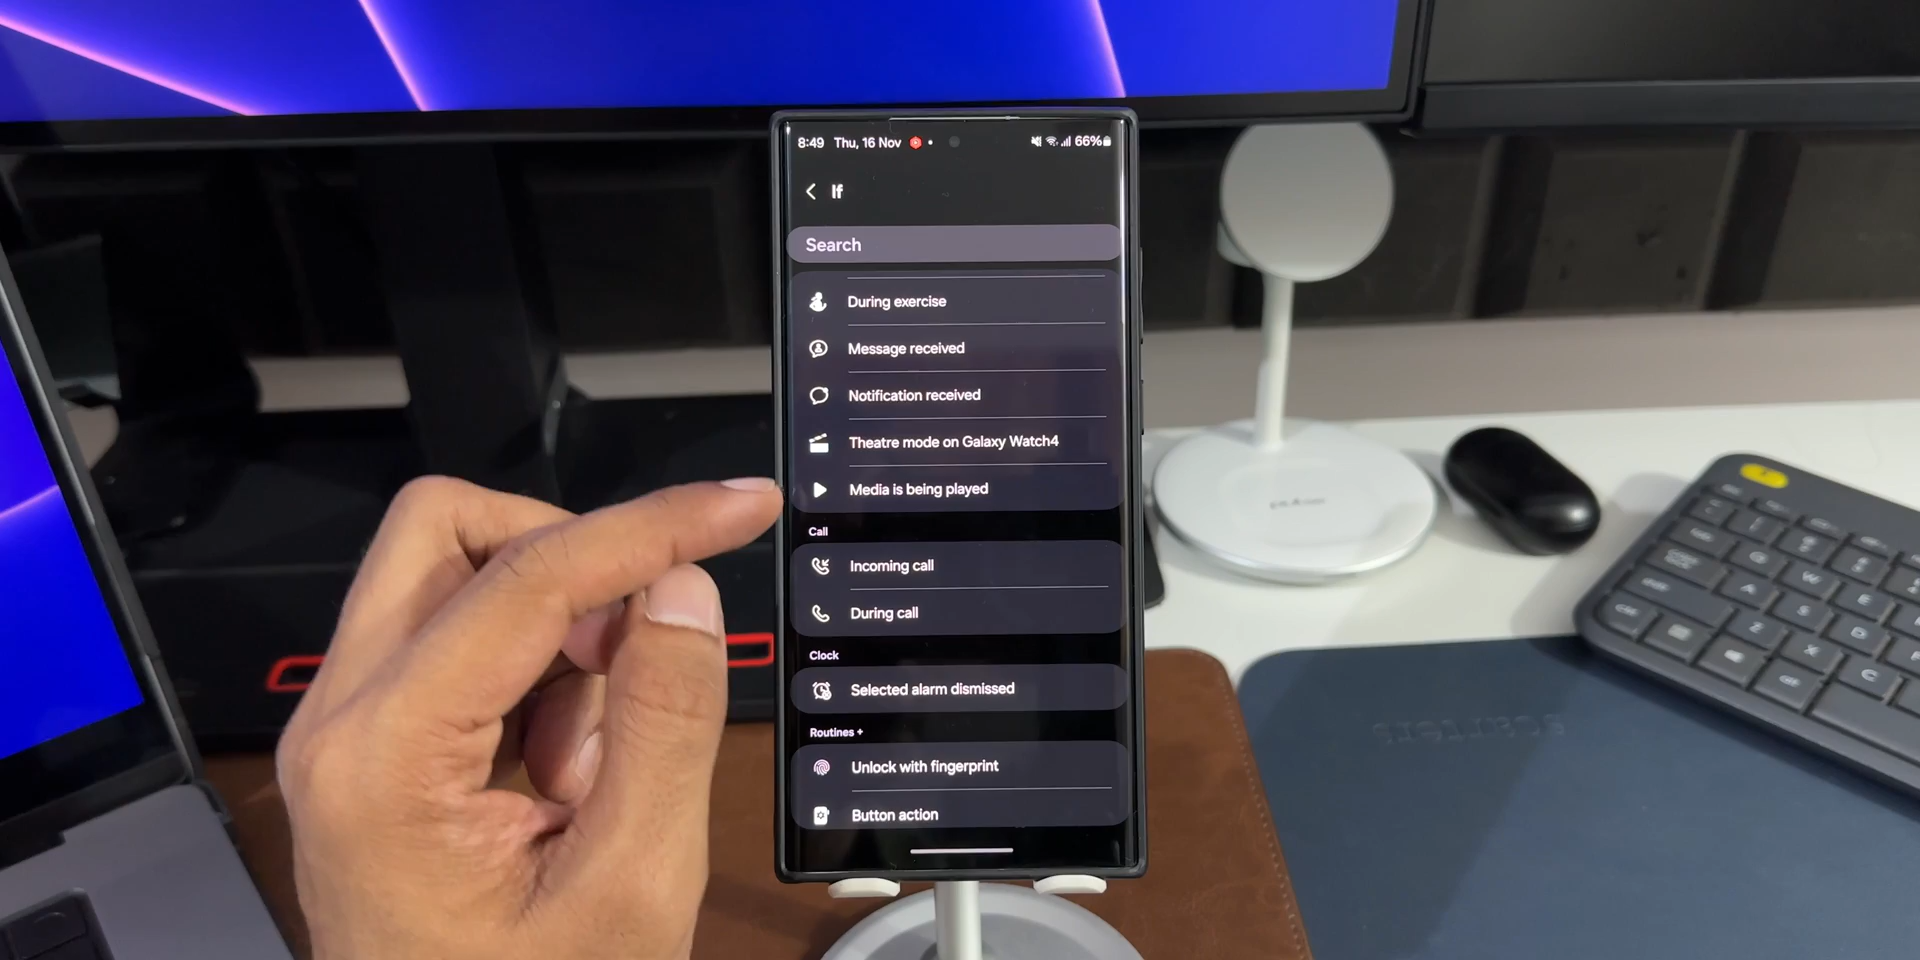 8:49 Thu, 16 Nov 66%
If
Search
During exercise
Message received
Notification received
Theatre mode on Galaxy Watch4
Media is being played
Call
Incoming call
During call
Clock
Selected alarm dismissed
Routines +
Unlock with fingerprint
Button action